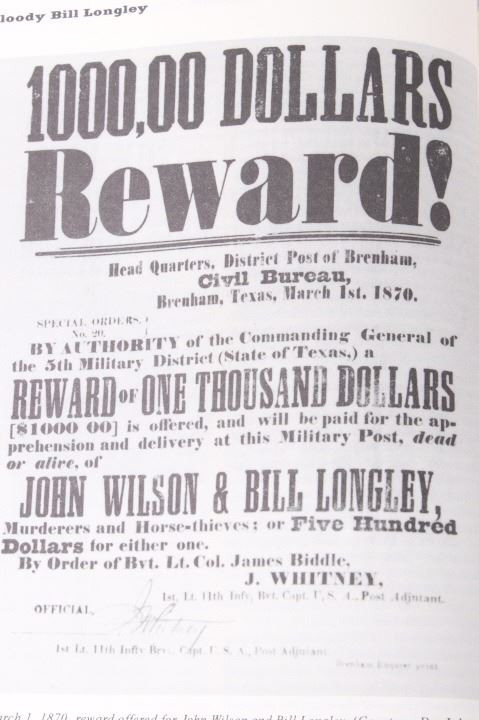 loody Bill Longley
1000,00 DOLLARS
Reward!
Head Quarters, District Post of Brenham,
Civil Bureau,
Brenham, Texas, March 1st, 1870.
SPECIAL ORDERS, }
No. 20.
BY AUTHORITY of the Commanding General of
the 5th Military District (State of Texas,) a
REWARD OF ONE THOUSAND DOLLARS
[$1000 00] is offered, and will be paid for the ap-
prehension and delivery at this Military Post, dead
or alive, of
JOHN WILSON & BILL LONGLEY,
Murderers and Horse-thieves; or Five Hundred
Dollars for either one.
By Order of Bvt. Lt. Col. James Biddle.
J. WHITNEY,
1st. Lt. 11th Infy, Bvt. Capt. U, S. A., Post Adjutant.
OFFICIAL,
1st Lt. 11th Infty Bvt. Capt. U. S. A., Post Adjutant.
Brenham Enquirer
arch 1, 1870, reward offered for John Wilson and Bill Longley